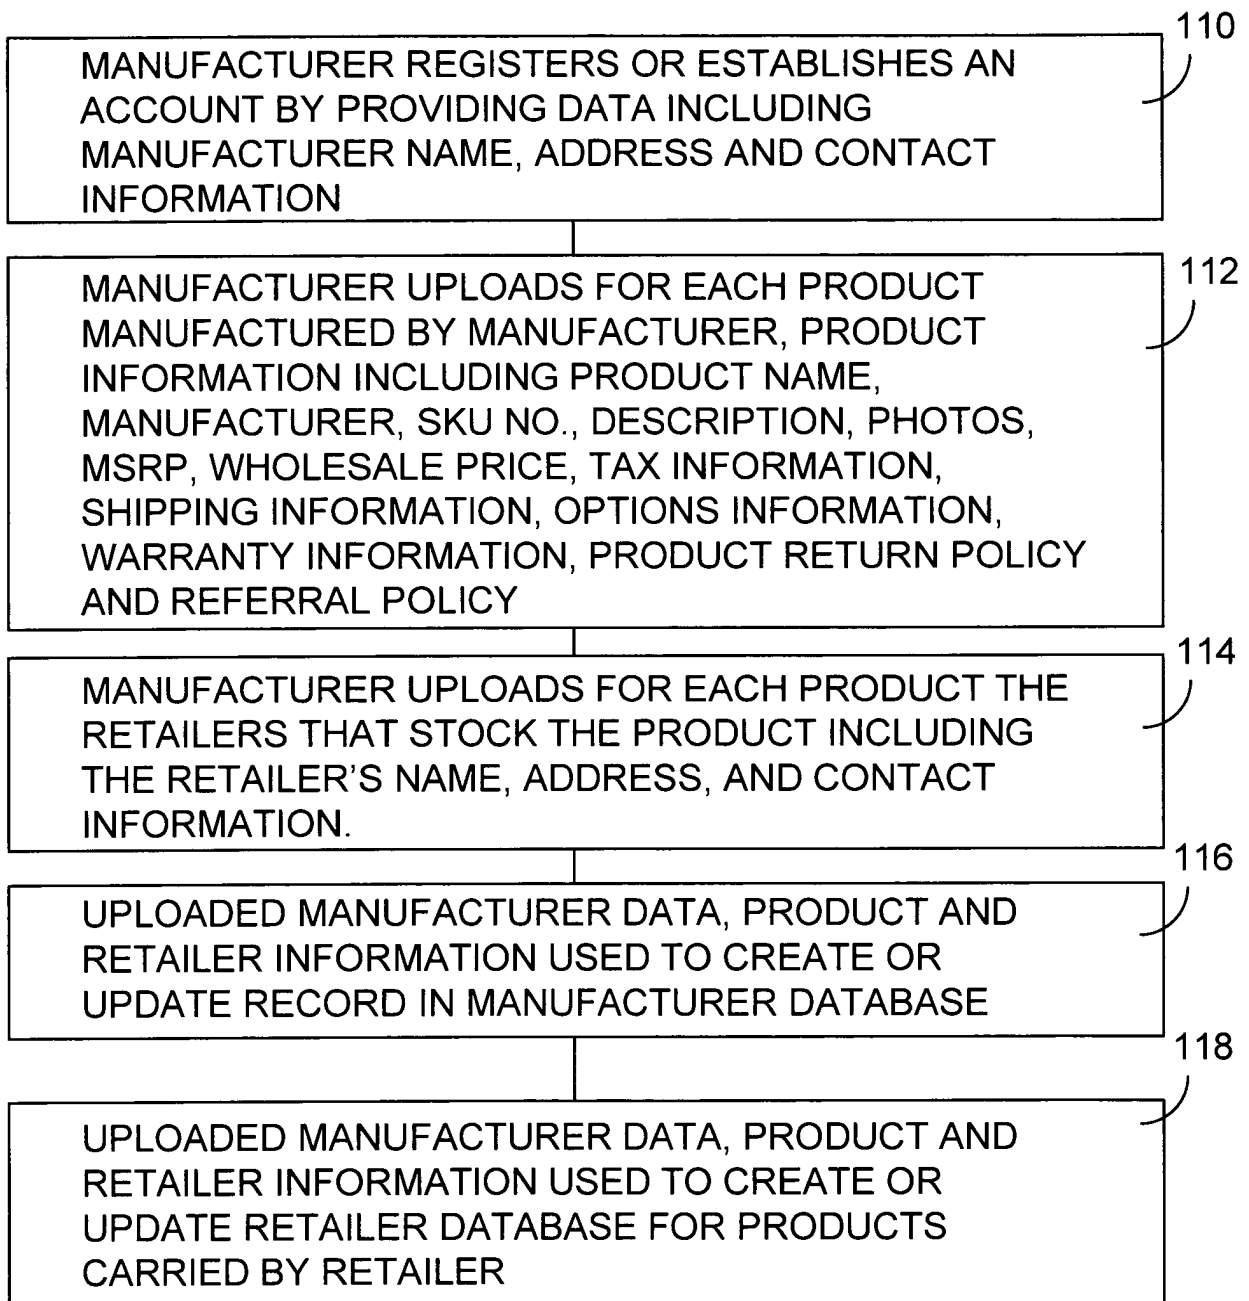 110
MANUFACTURER REGISTERS OR ESTABLISHES AN
ACCOUNT BY PROVIDING DATA INCLUDING
MANUFACTURER NAME, ADDRESS AND CONTACT
INFORMATION
112
MANUFACTURER UPLOADS FOR EACH PRODUCT
MANUFACTURED BY MANUFACTURER, PRODUCT
INFORMATION INCLUDING PRODUCT NAME,
MANUFACTURER, SKU NO., DESCRIPTION, PHOTOS,
MSRP, WHOLESALE PRICE, TAX INFORMATION,
SHIPPING INFORMATION, OPTIONS INFORMATION,
WARRANTY INFORMATION, PRODUCT RETURN POLICY
AND REFERRAL POLICY
114
MANUFACTURER UPLOADS FOR EACH PRODUCT THE
RETAILERS THAT STOCK THE PRODUCT INCLUDING
THE RETAILER'S NAME, ADDRESS, AND CONTACT
INFORMATION.
116
UPLOADED MANUFACTURER DATA, PRODUCT AND
RETAILER INFORMATION USED TO CREATE OR
UPDATE RECORD IN MANUFACTURER DATABASE
118
UPLOADED MANUFACTURER DATA, PRODUCT AND
RETAILER INFORMATION USED TO CREATE OR
UPDATE RETAILER DATABASE FOR PRODUCTS
CARRIED BY RETAILER